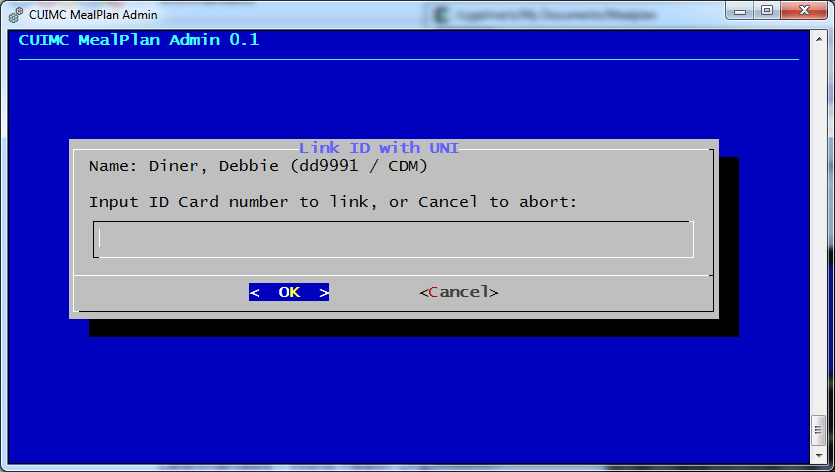 CUIMC MealPlan Admin
CUIMC MealPlan Admin 0.1
Link ID with UNI
Name: Diner, Debbie (dd9991 / CDM)
Input ID Card number to link, or Cancel to abort:
<  OK  >
<Cancel>